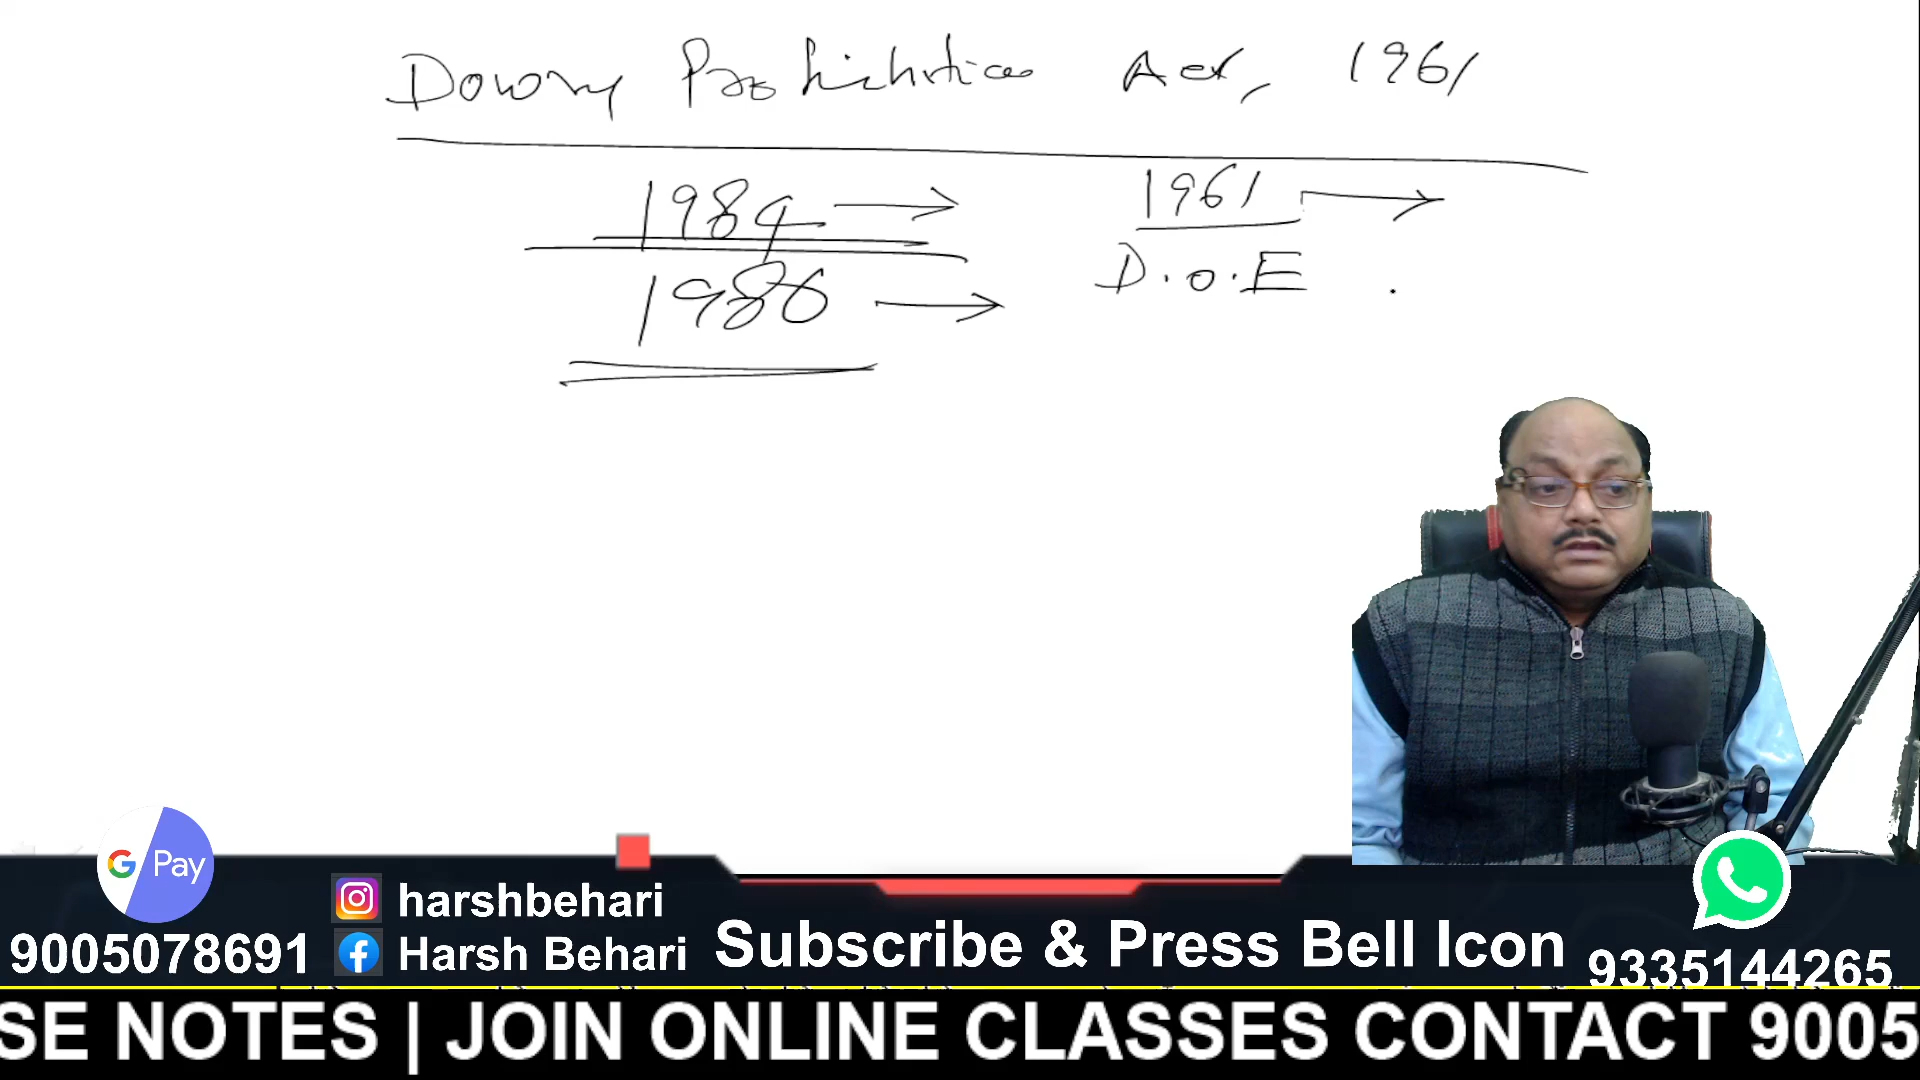 Dowry Prohibition Act, 1961
1984 → 1961 →
1986 → D.O.E.
G Pay
9005078691
harshbehari
Harsh Behari
Subscribe & Press Bell Icon
9335144265
SE NOTES | JOIN ONLINE CLASSES CONTACT 9005